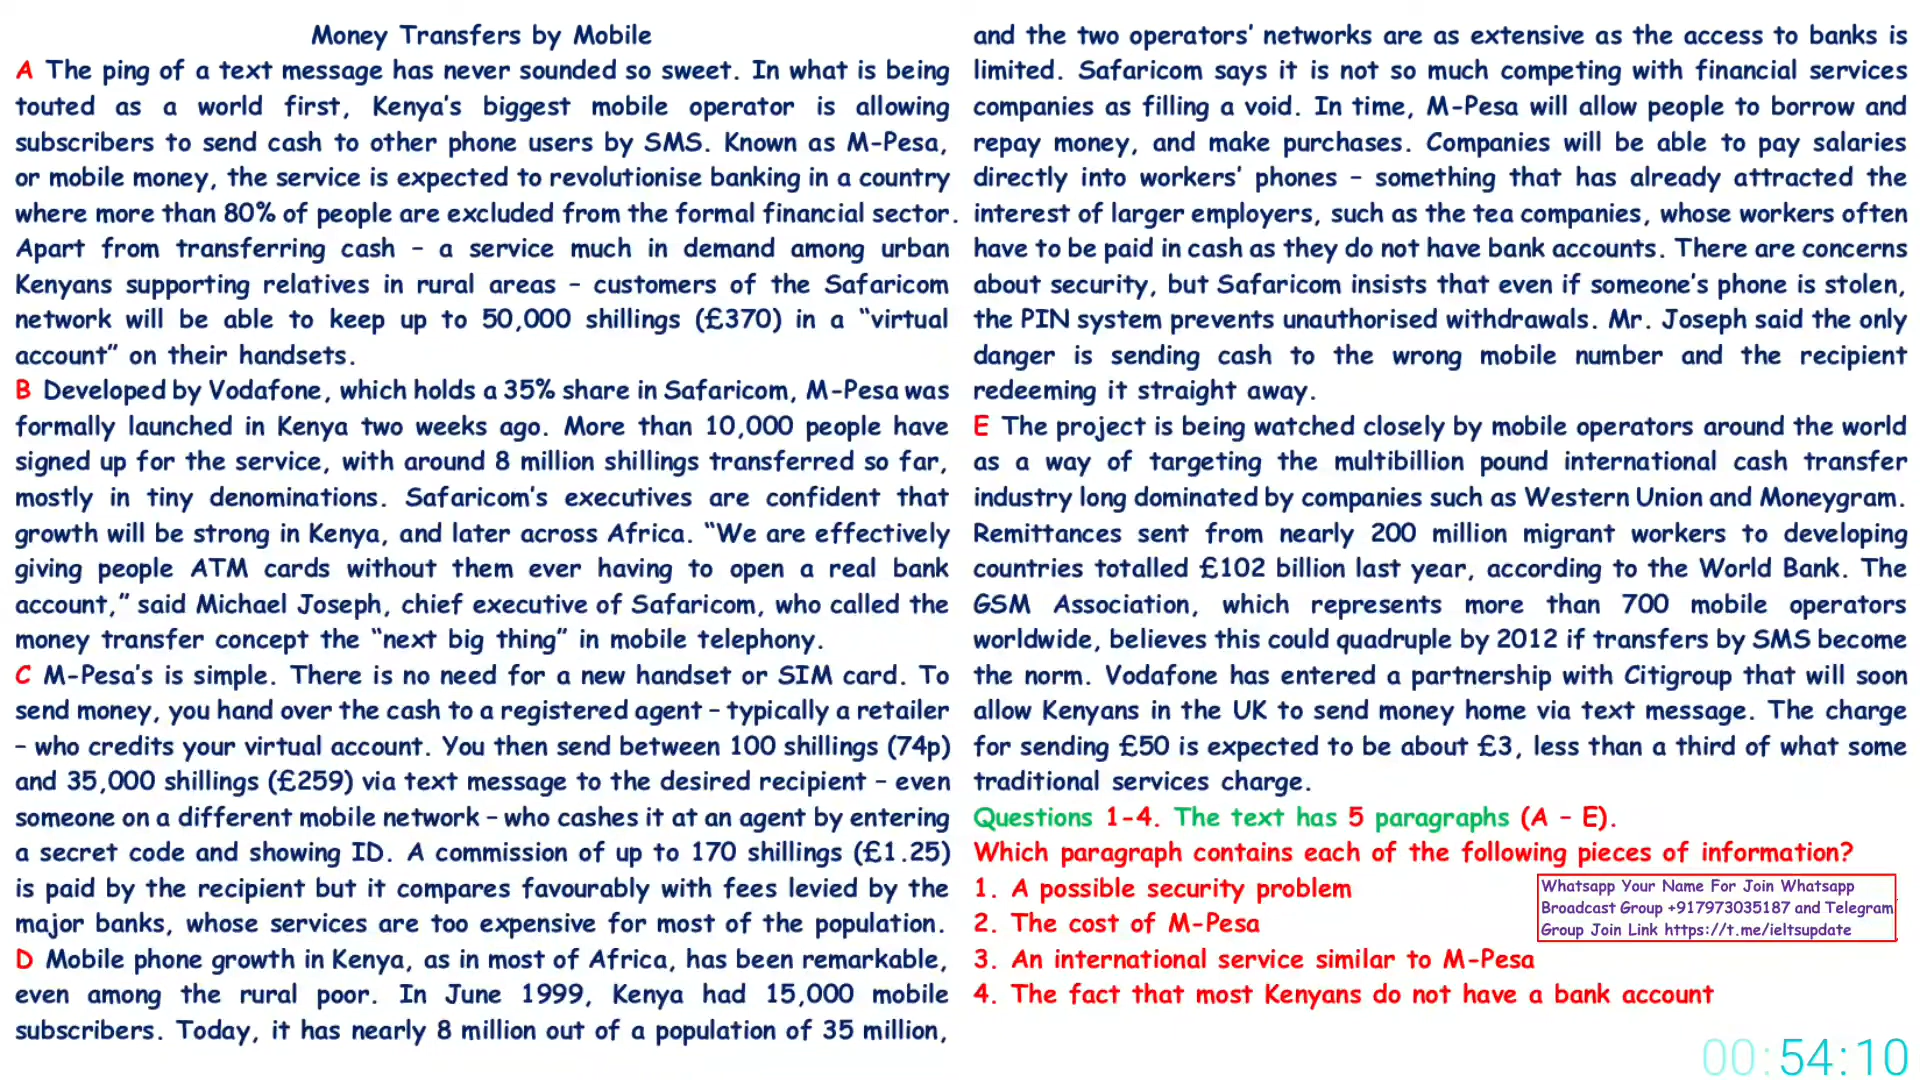 Money Transfers by Mobile
A The ping of a text message has never sounded so sweet. In what is being
touted as a world first, Kenya's biggest mobile operator is allowing
subscribers to send cash to other phone users by SMS. Known as M-Pesa,
or mobile money, the service is expected to revolutionise banking in a country
where more than 80% of people are excluded from the formal financial sector.
Apart from transferring cash – a service much in demand among urban
Kenyans supporting relatives in rural areas – customers of the Safaricom
network will be able to keep up to 50,000 shillings (£370) in a "virtual
account" on their handsets.
B Developed by Vodafone, which holds a 35% share in Safaricom, M-Pesa was
formally launched in Kenya two weeks ago. More than 10,000 people have
signed up for the service, with around 8 million shillings transferred so far,
mostly in tiny denominations. Safaricom's executives are confident that
growth will be strong in Kenya, and later across Africa. "We are effectively
giving people ATM cards without them ever having to open a real bank
account," said Michael Joseph, chief executive of Safaricom, who called the
money transfer concept the "next big thing" in mobile telephony.
C M-Pesa's is simple. There is no need for a new handset or SIM card. To
send money, you hand over the cash to a registered agent – typically a retailer
– who credits your virtual account. You then send between 100 shillings (74p)
and 35,000 shillings (£259) via text message to the desired recipient – even
someone on a different mobile network – who cashes it at an agent by entering
a secret code and showing ID. A commission of up to 170 shillings (£1.25)
is paid by the recipient but it compares favourably with fees levied by the
major banks, whose services are too expensive for most of the population.
D Mobile phone growth in Kenya, as in most of Africa, has been remarkable,
even among the rural poor. In June 1999, Kenya had 15,000 mobile
subscribers. Today, it has nearly 8 million out of a population of 35 million,
and the two operators' networks are as extensive as the access to banks is
limited. Safaricom says it is not so much competing with financial services
companies as filling a void. In time, M-Pesa will allow people to borrow and
repay money, and make purchases. Companies will be able to pay salaries
directly into workers' phones – something that has already attracted the
interest of larger employers, such as the tea companies, whose workers often
have to be paid in cash as they do not have bank accounts. There are concerns
about security, but Safaricom insists that even if someone's phone is stolen,
the PIN system prevents unauthorised withdrawals. Mr. Joseph said the only
danger is sending cash to the wrong mobile number and the recipient
redeeming it straight away.
E The project is being watched closely by mobile operators around the world
as a way of targeting the multibillion pound international cash transfer
industry long dominated by companies such as Western Union and Moneygram.
Remittances sent from nearly 200 million migrant workers to developing
countries totalled £102 billion last year, according to the World Bank. The
GSM Association, which represents more than 700 mobile operators
worldwide, believes this could quadruple by 2012 if transfers by SMS become
the norm. Vodafone has entered a partnership with Citigroup that will soon
allow Kenyans in the UK to send money home via text message. The charge
for sending £50 is expected to be about £3, less than a third of what some
traditional services charge.
Questions 1-4. The text has 5 paragraphs (A – E).
Which paragraph contains each of the following pieces of information?
1. A possible security problem
2. The cost of M-Pesa
3. An international service similar to M-Pesa
4. The fact that most Kenyans do not have a bank account
Whatsapp Your Name For Join Whatsapp
Broadcast Group +917973035187 and Telegram
Group Join Link https://t.me/ieltsupdate
00:54:10